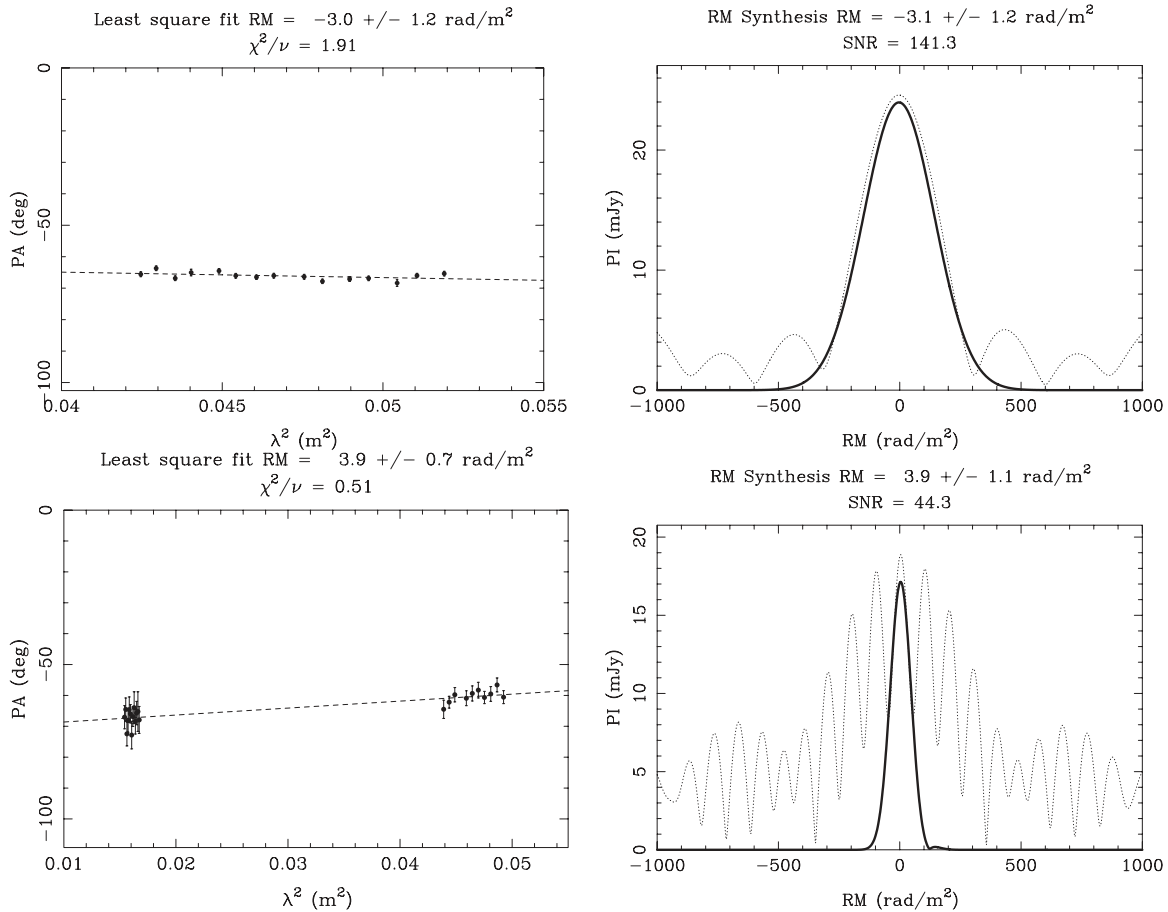 Least square fit RM = −3.0 +/− 1.2 rad/m²
χ²/ν = 1.91
0
−50
−100
PA (deg)
0.04 0.045 0.05 0.055
λ² (m²)
RM Synthesis RM = −3.1 +/− 1.2 rad/m²
SNR = 141.3
20
10
0
PI (mJy)
−1000 −500 0 500 1000
RM (rad/m²)
Least square fit RM = 3.9 +/− 0.7 rad/m²
χ²/ν = 0.51
0
−50
−100
PA (deg)
0.01 0.02 0.03 0.04 0.05
λ² (m²)
RM Synthesis RM = 3.9 +/− 1.1 rad/m²
SNR = 44.3
20
15
10
5
0
PI (mJy)
−1000 −500 0 500 1000
RM (rad/m²)